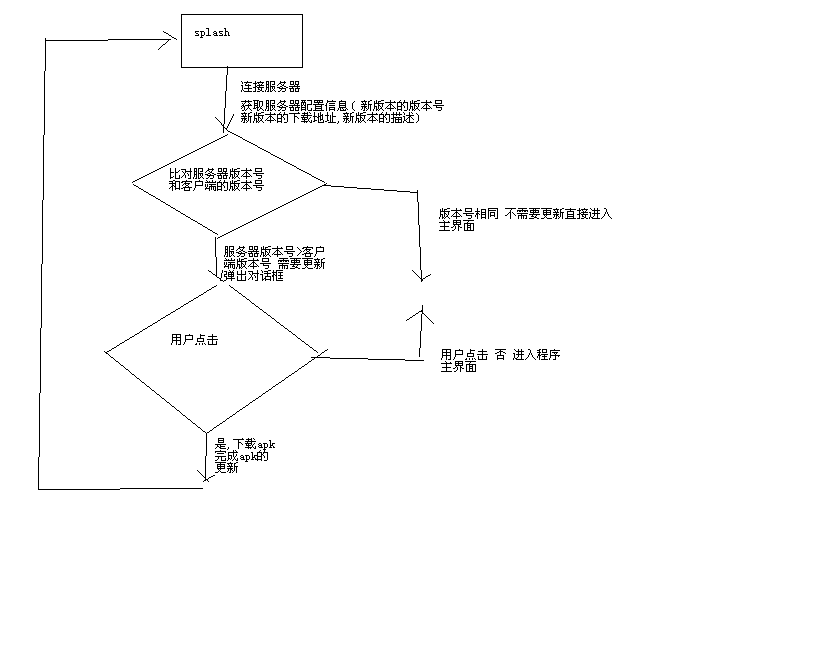 splash
连接服务器
获取服务器配置信息( 新版本的版本号
新版本的下载地址,新版本的描述)
比对服务器版本号
和客户端的版本号
版本号相同 不需要更新直接进入
主界面
服务器版本号>客户
端版本号 需要更新
弹出对话框
用户点击
用户点击 否 进入程序
主界面
是,下载apk
完成apk的
更新